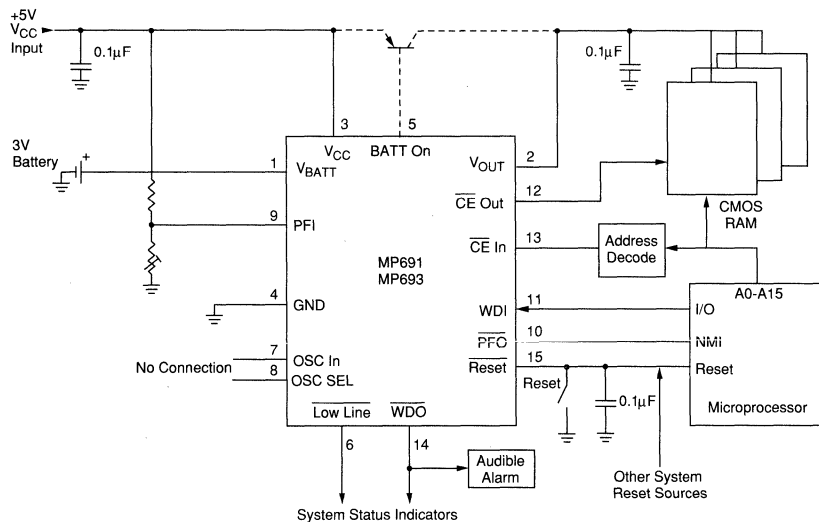 +5V
VCC
Input
0.1µF
0.1µF
3
5
3V
Battery
+
1
VBATT
VCC
BATT On
VOUT
2
12
CE Out
CMOS
RAM
9
PFI
CE In
13
Address
Decode
MP691
MP693
A0-A15
4
GND
WDI
11
I/O
PFO
10
NMI
No Connection
7
OSC In
8
OSC SEL
Reset
15
Reset
0.1µF
Reset
Microprocessor
Low Line
WDO
6
14
Audible
Alarm
Other System
Reset Sources
System Status Indicators